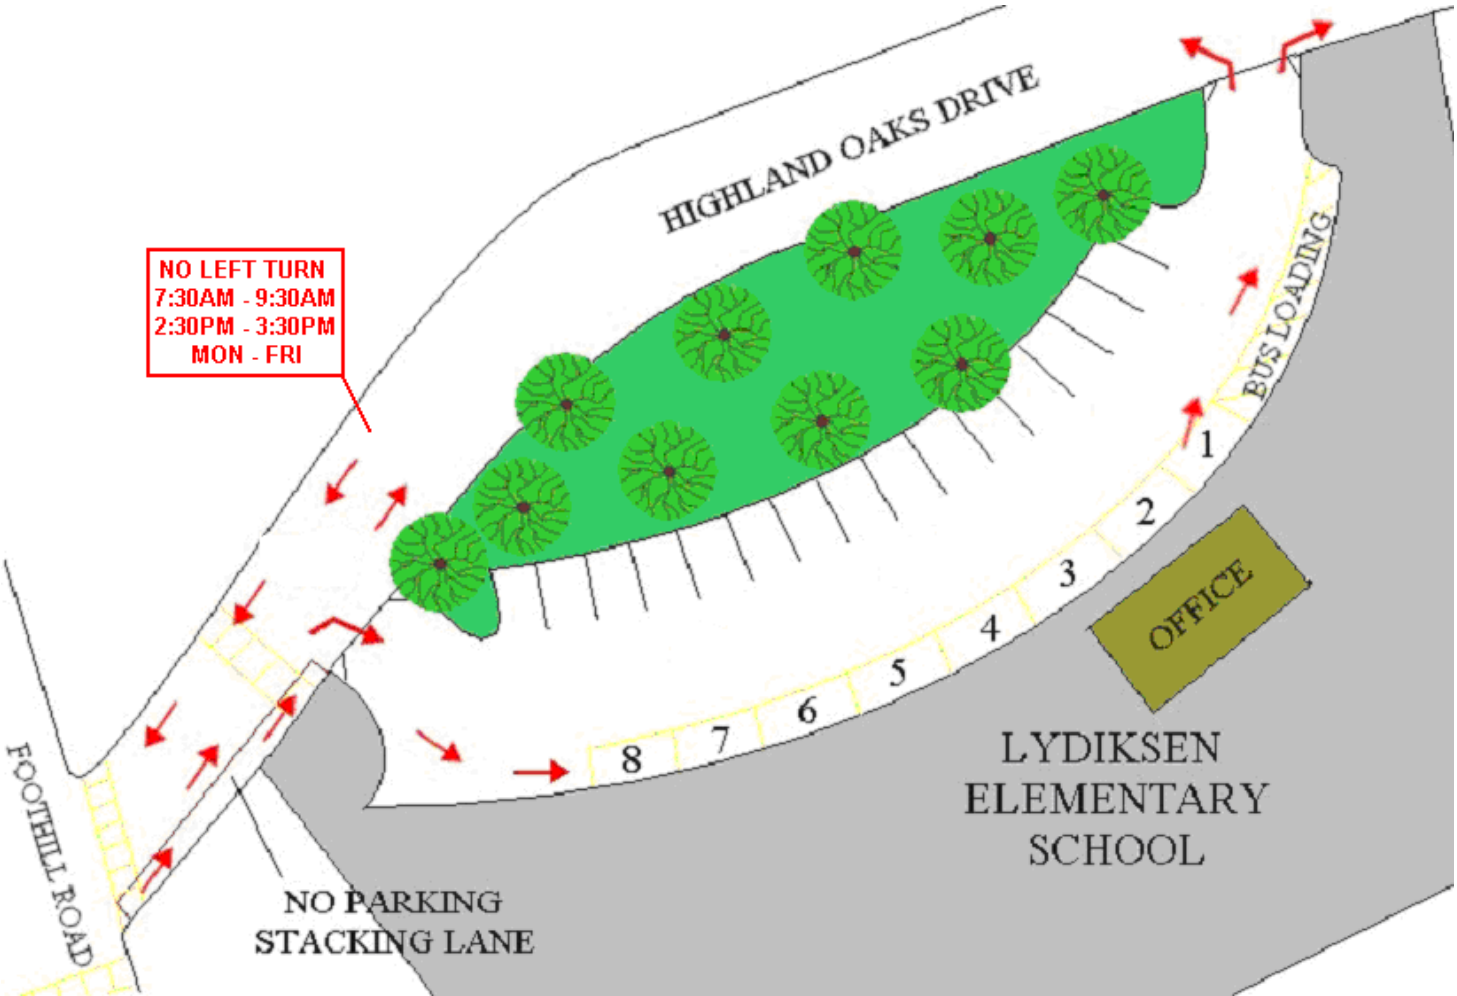 HIGHLAND OAKS DRIVE
NO LEFT TURN
7:30AM - 9:30AM
2:30PM - 3:30PM
MON - FRI
BUS LOADING
1
2
3
4
5
6
7
8
OFFICE
LYDIKSEN
ELEMENTARY
SCHOOL
FOOTHILL ROAD
NO PARKING
STACKING LANE